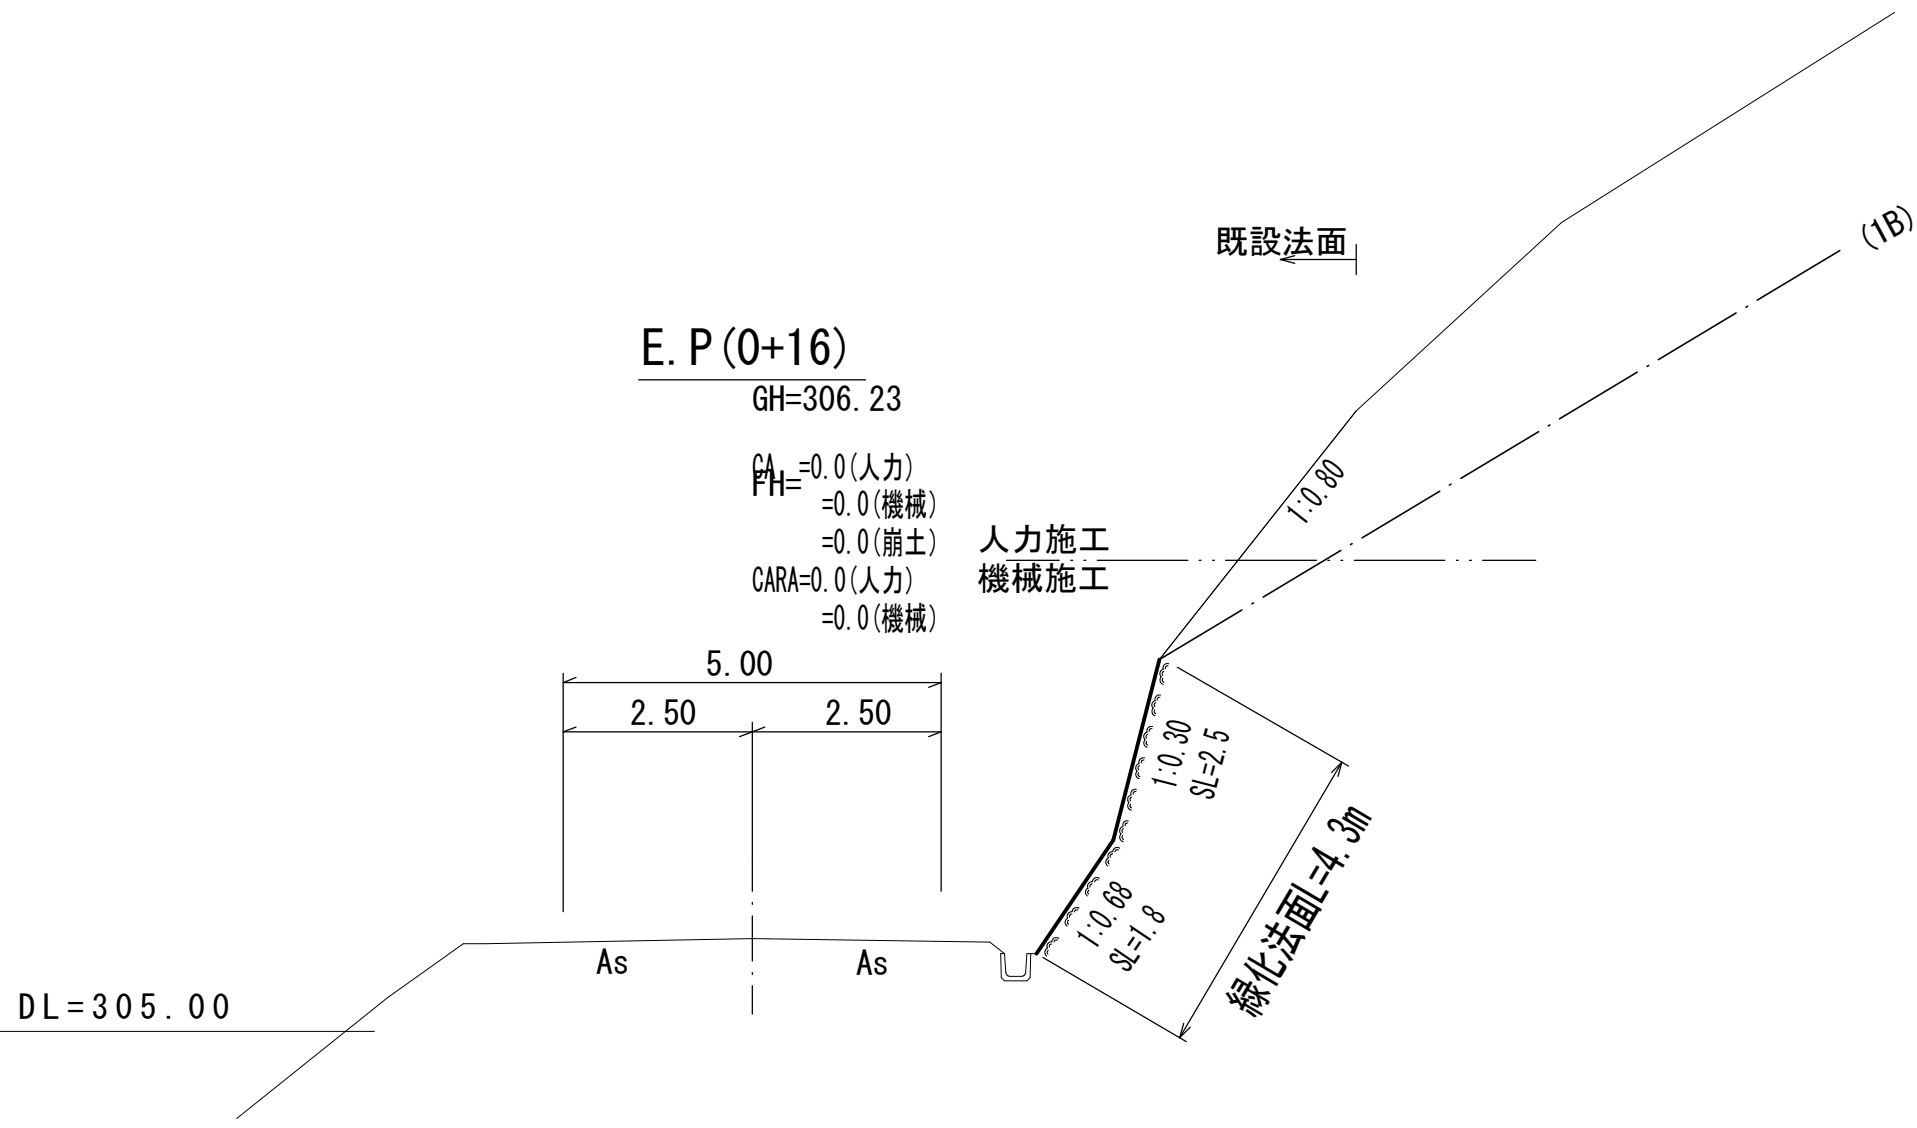 (1B)
既設法面
E.P(0+16)
GH=306.23
CA =0.0(人力)
FH=
=0.0(機械)
=0.0(崩土)
CARA=0.0(人力)
=0.0(機械)
人力施工
機械施工
1:0.80
5.00
2.50 2.50
1:0.30
SL=2.5
1:0.68
SL=1.8
緑化法面L=4.3m
As As
DL=305.00